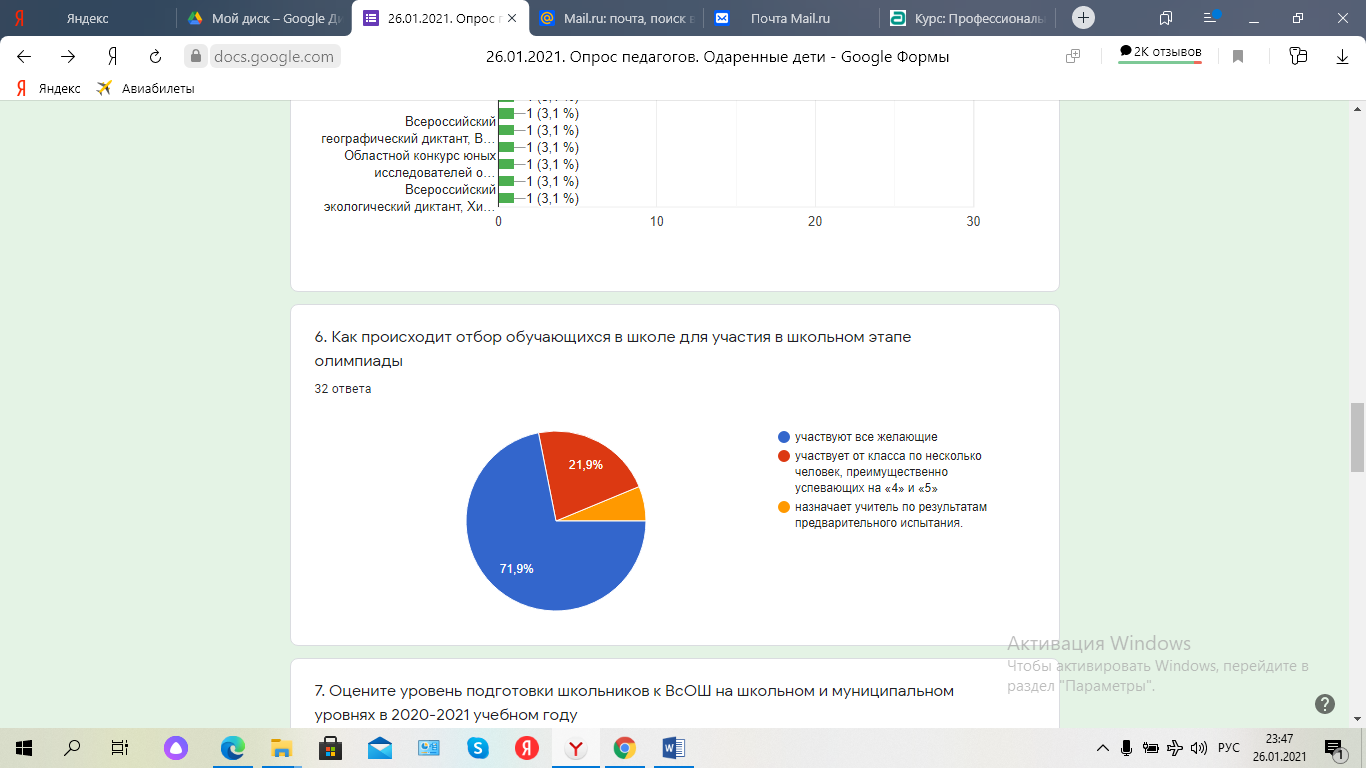 Яндекс
Мой диск – Google Ди
26.01.2021. Опрос п
Mail.ru: почта, поиск в
Почта Mail.ru
Курс: Профессиональ
docs.google.com
26.01.2021. Опрос педагогов. Одаренные дети - Google Формы
2К отзывов
Яндекс
Авиабилеты
1 (3,1 %)
Всероссийский
географический диктант, В…
1 (3,1 %)
1 (3,1 %)
Областной конкурс юных
исследователей о…
1 (3,1 %)
1 (3,1 %)
Всероссийский
экологический диктант, Хи…
1 (3,1 %)
0
10
20
30
6. Как происходит отбор обучающихся в школе для участия в школьном этапе
олимпиады
32 ответа
участвуют все желающие
участвует от класса по несколько
человек, преимущественно
успевающих на «4» и «5»
назначает учитель по результатам
предварительного испытания.
21,9%
71,9%
7. Оцените уровень подготовки школьников к ВсОШ на школьном и муниципальном
уровнях в 2020-2021 учебном году
Активация Windows
Чтобы активировать Windows, перейдите в
раздел "Параметры".
РУС
23:47
26.01.2021